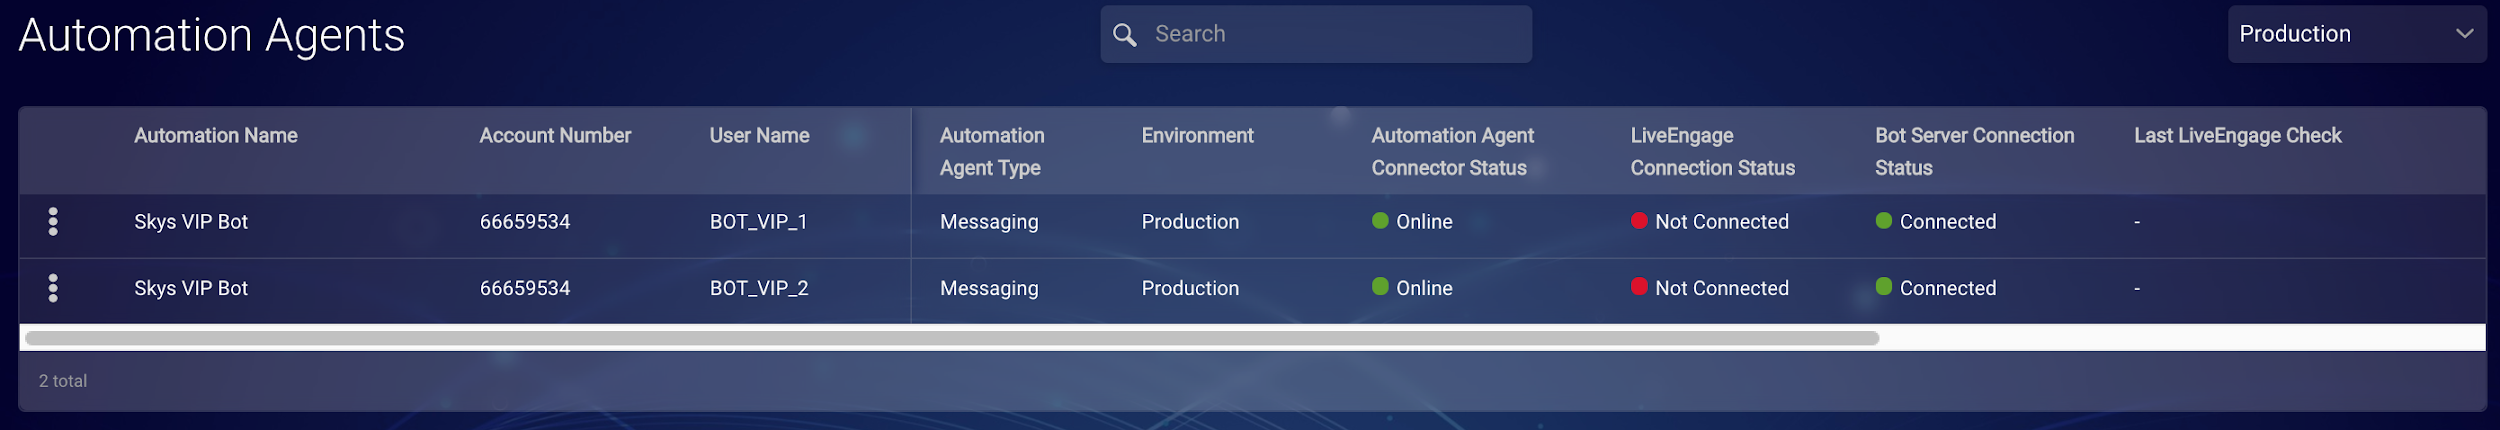 Automation Agents
Search
Production
Automation Name Account Number User Name Automation Agent Type Environment Automation Agent Connector Status LiveEngage Connection Status Bot Server Connection Status Last LiveEngage Check
Skys VIP Bot 66659534 BOT_VIP_1 Messaging Production Online Not Connected Connected -
Skys VIP Bot 66659534 BOT_VIP_2 Messaging Production Online Not Connected Connected -
2 total